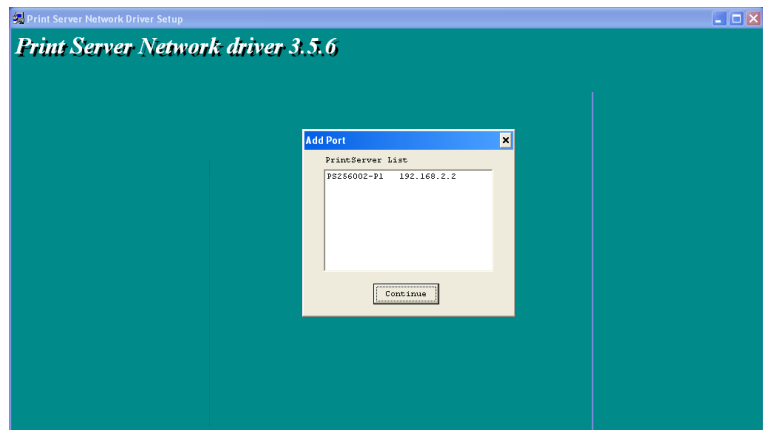 Print Server Network Driver Setup
Print Server Network driver 3.5.6
Add Port
PrintServer List
PS256002-P1 192.168.2.2
Continue